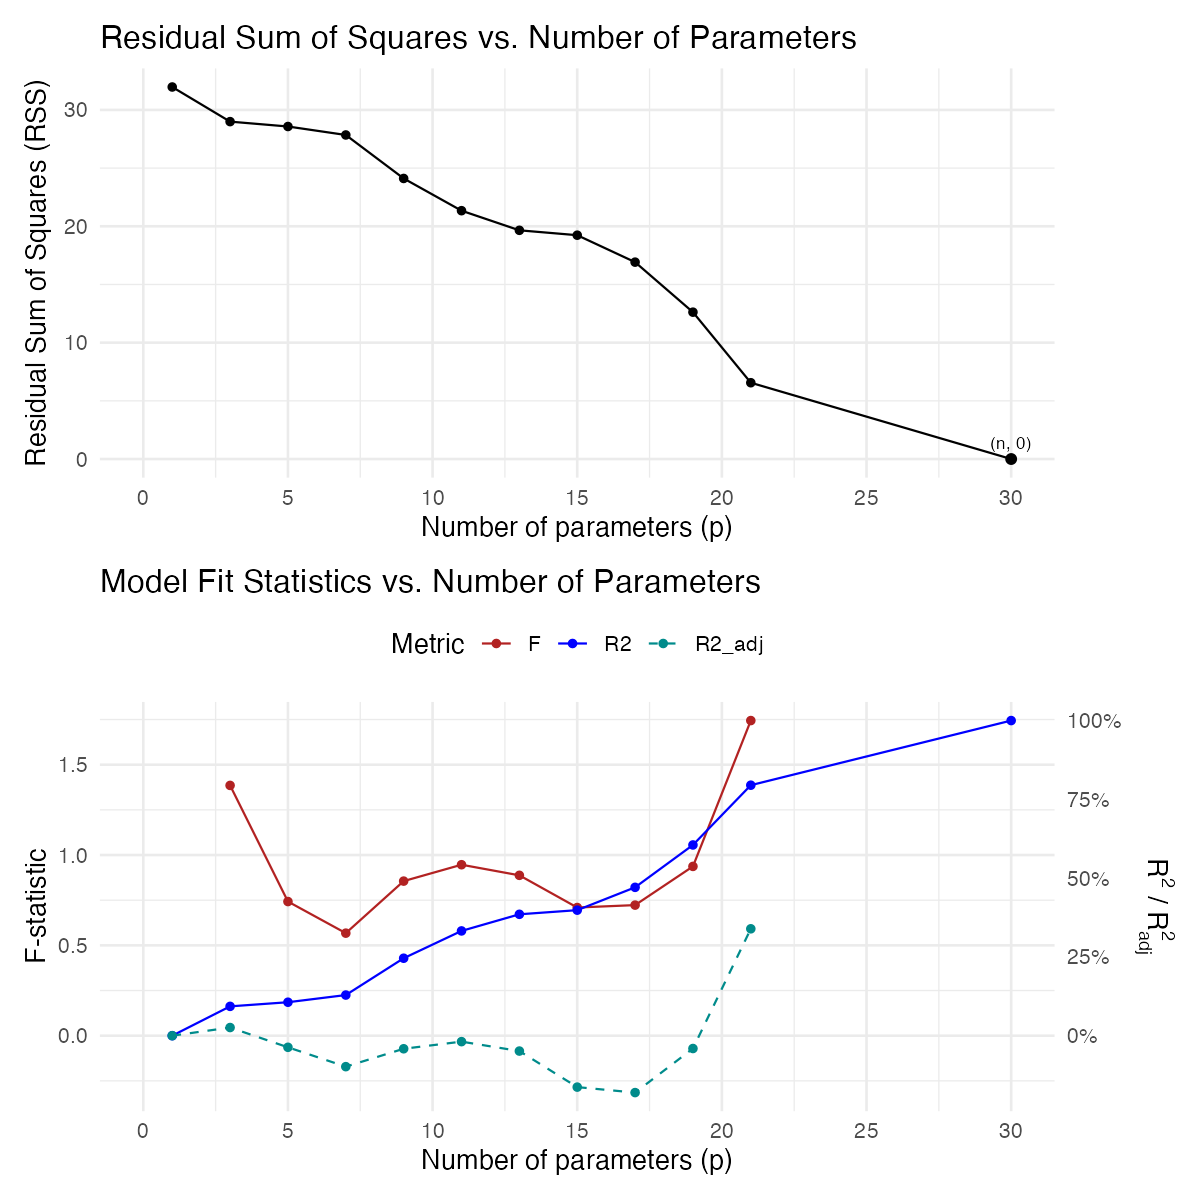 Residual Sum of Squares vs. Number of Parameters
Residual Sum of Squares (RSS)
30
20
10
0
(n, 0)
0 5 10 15 20 25 30
Number of parameters (p)
Model Fit Statistics vs. Number of Parameters
Metric F R2 R2_adj
F-statistic
1.5
1.0
0.5
0.0
100%
75%
50%
25%
0%
R² / R²adj
0 5 10 15 20 25 30
Number of parameters (p)